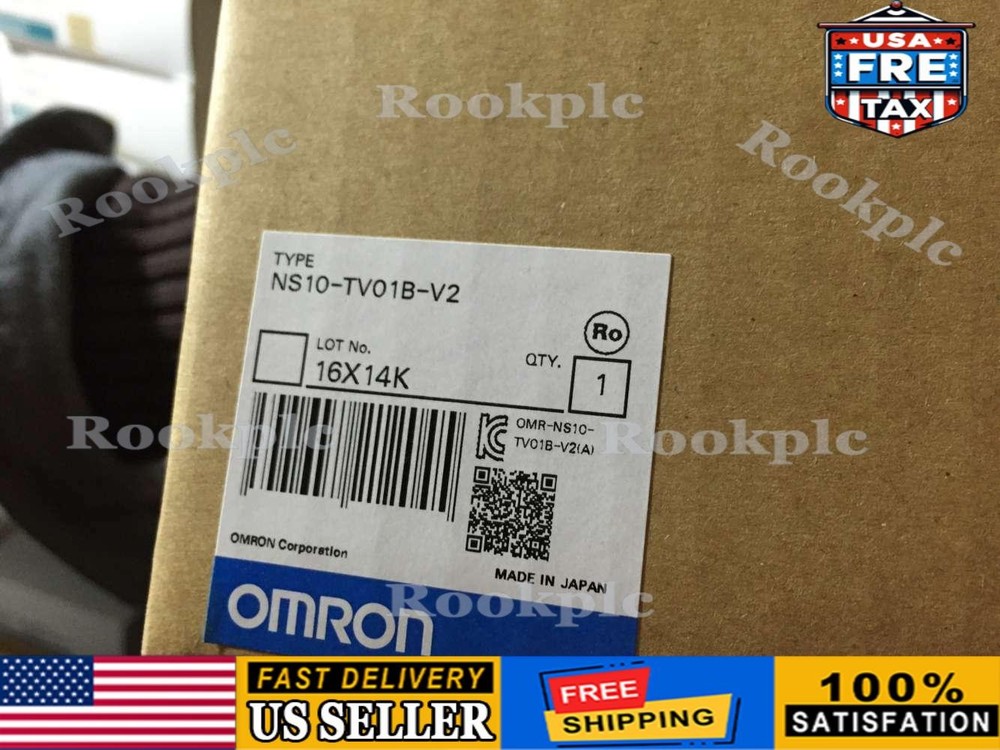 USA
FRE
TAX
Rookplc
Rookplc
Rookplc
TYPE
NS10-TV01B-V2
Ro
LOT No.
16X14K
QTY.
1
OMR-NS10-
TV01B-V2(A)
Rookplc
Rookplc
OMRON Corporation
MADE IN JAPAN
OMRON
Rookplc
FAST DELIVERY
US SELLER
FREE
SHIPPING
100%
SATISFATION